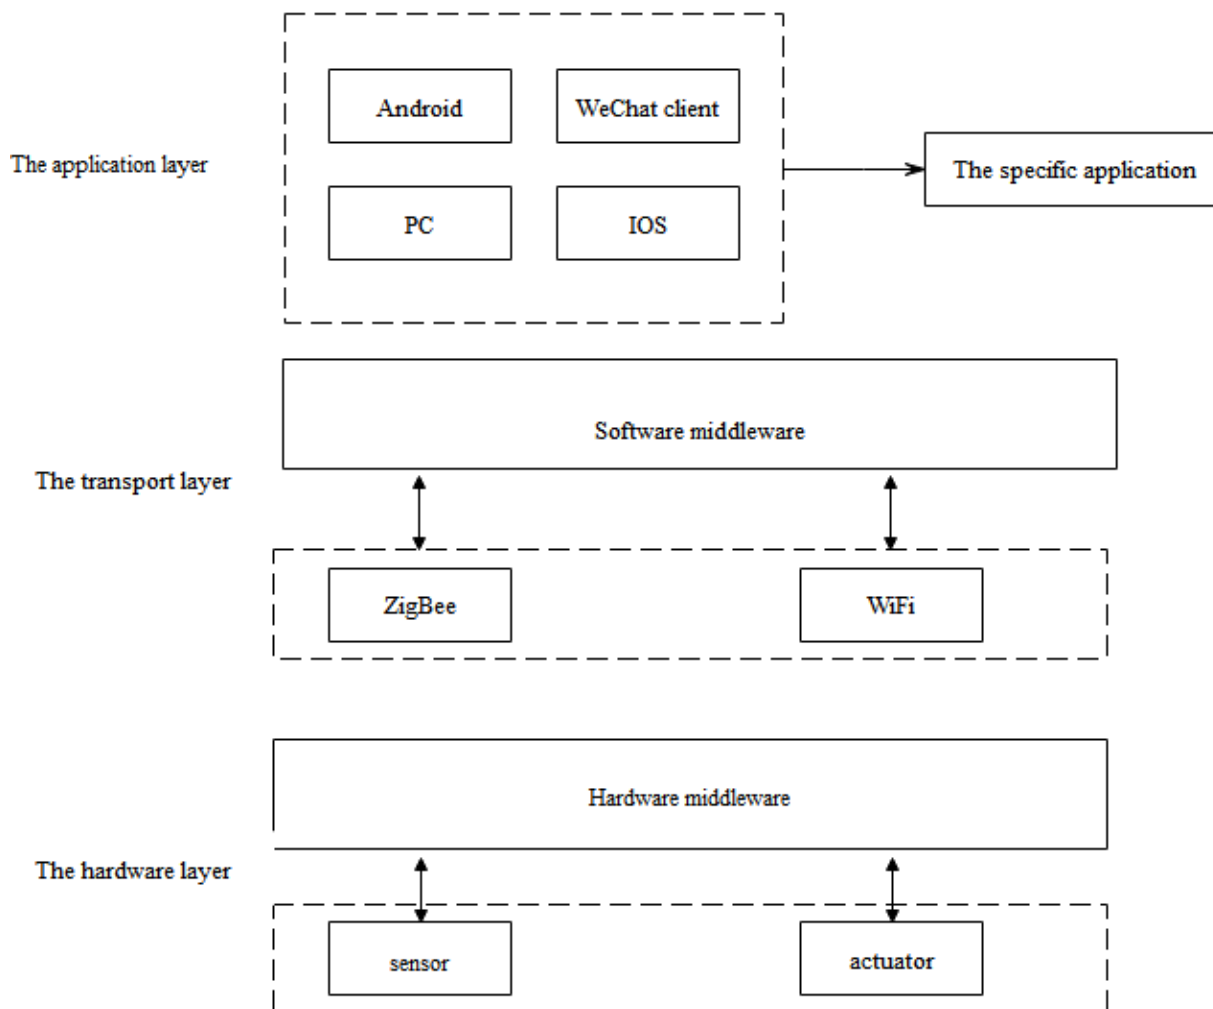 Android
WeChat client
The application layer
The specific application
PC
IOS
Software middleware
The transport layer
ZigBee
WiFi
Hardware middleware
The hardware layer
sensor
actuator